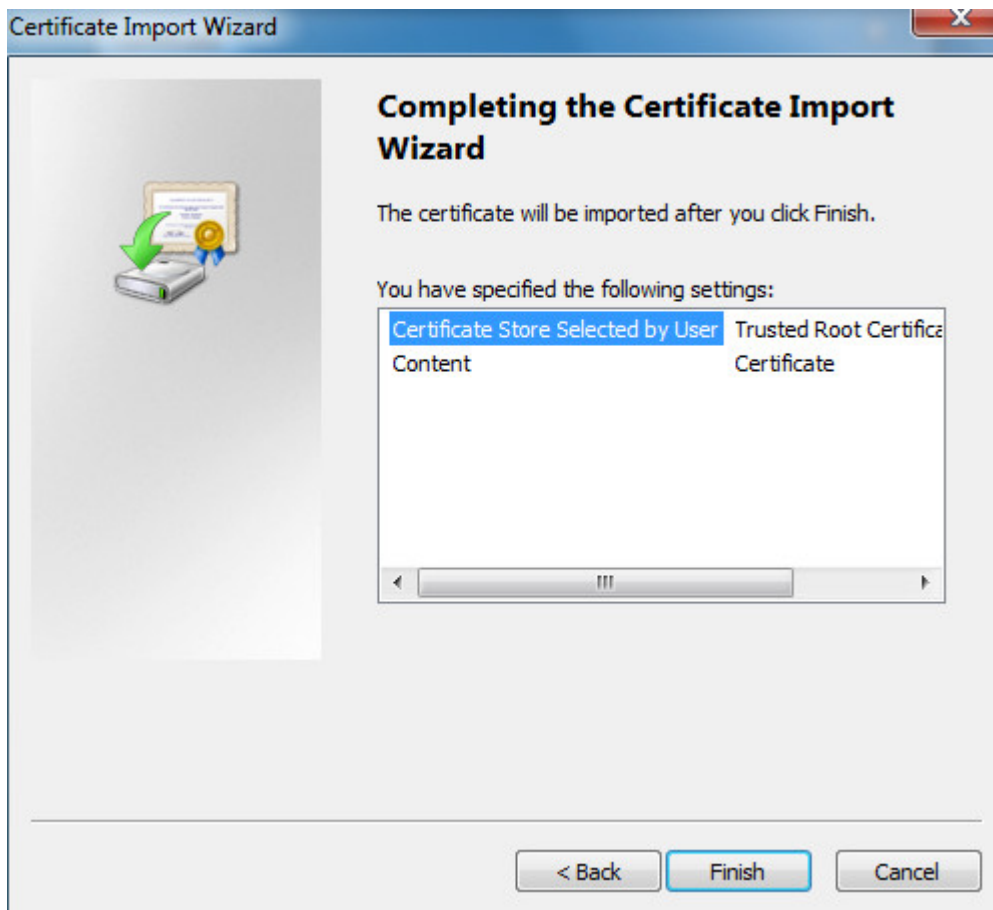 Certificate Import Wizard
Completing the Certificate Import
Wizard
The certificate will be imported after you click Finish.
You have specified the following settings:
Certificate Store Selected by User Trusted Root Certifica
Content Certificate
< Back Finish Cancel